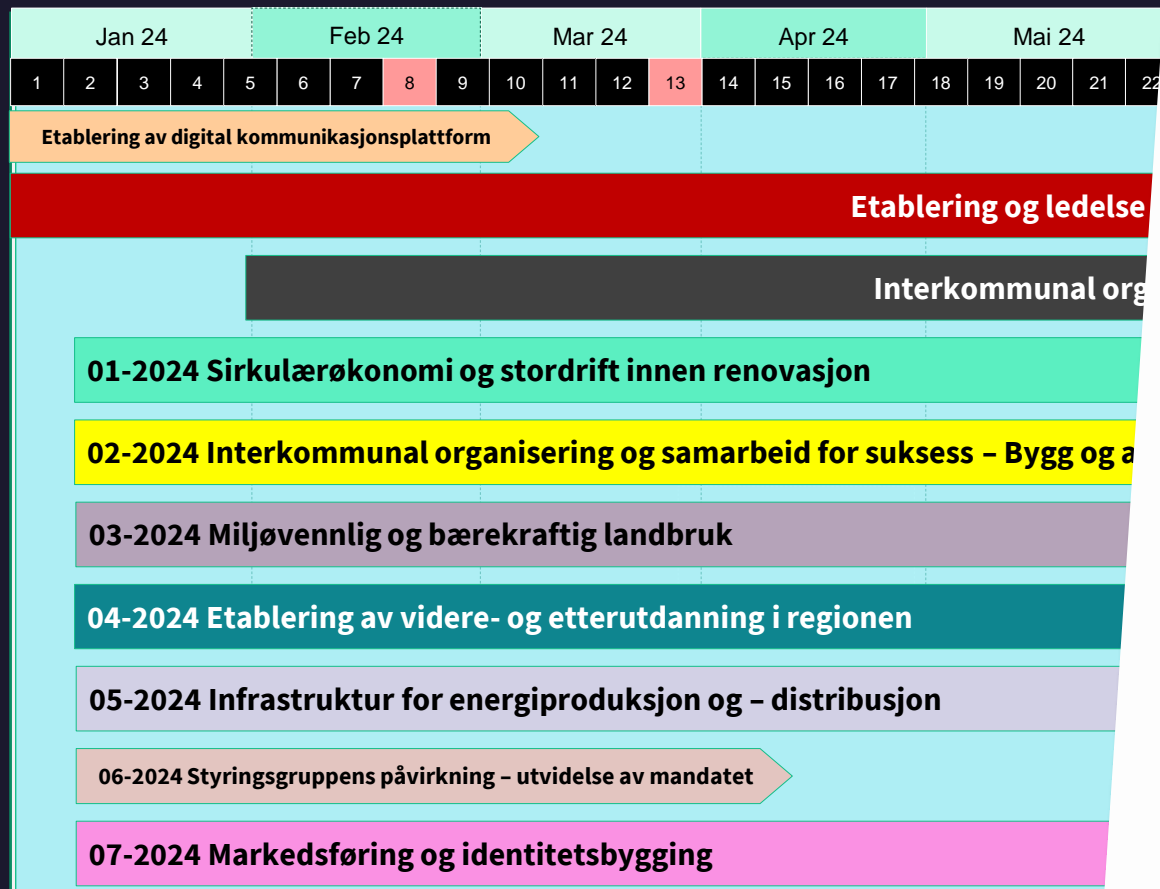 Jan 24 Feb 24 Mar 24 Apr 24 Mai 24
1 2 3 4 5 6 7 8 9 10 11 12 13 14 15 16 17 18 19 20 21 22
Etablering av digital kommunikasjonsplattform
Etablering og ledelse
Interkommunal org
01-2024 Sirkulærøkonomi og stordrift innen renovasjon
02-2024 Interkommunal organisering og samarbeid for suksess – Bygg og a
03-2024 Miljøvennlig og bærekraftig landbruk
04-2024 Etablering av videre- og etterutdanning i regionen
05-2024 Infrastruktur for energiproduksjon og – distribusjon
06-2024 Styringsgruppens påvirkning – utvidelse av mandatet
07-2024 Markedsføring og identitetsbygging